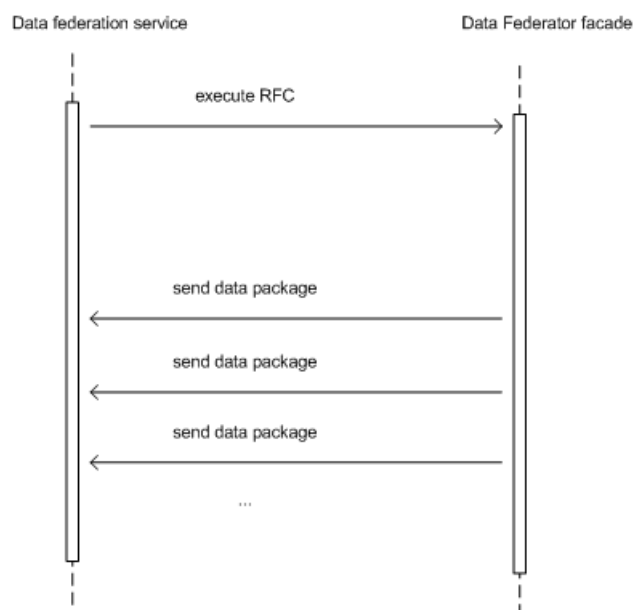 Data federation service
Data Federator facade
execute RFC
send data package
send data package
send data package
...